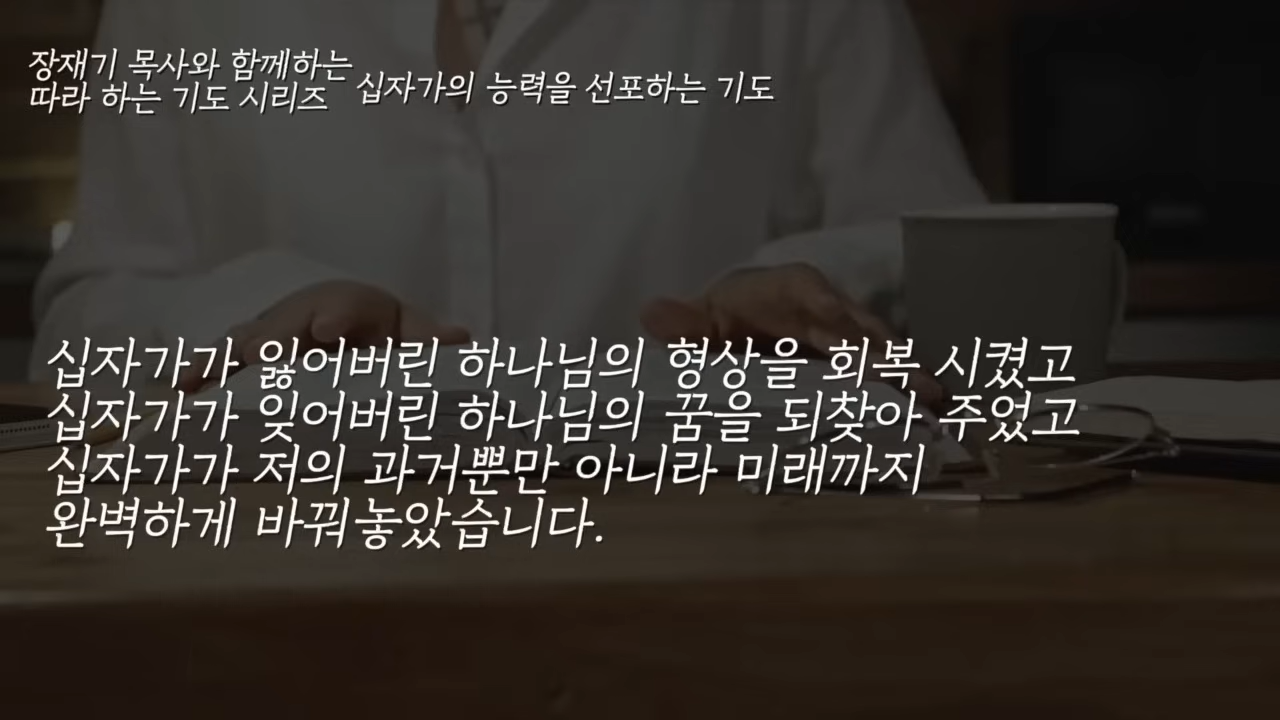 장재기 목사와 함께하는
따라 하는 기도 시리즈
십자가의 능력을 선포하는 기도
십자가가 잃어버린 하나님의 형상을 회복 시켰고
십자가가 잊어버린 하나님의 꿈을 되찾아 주었고
십자가가 저의 과거뿐만 아니라 미래까지
완벽하게 바꿔놓았습니다.